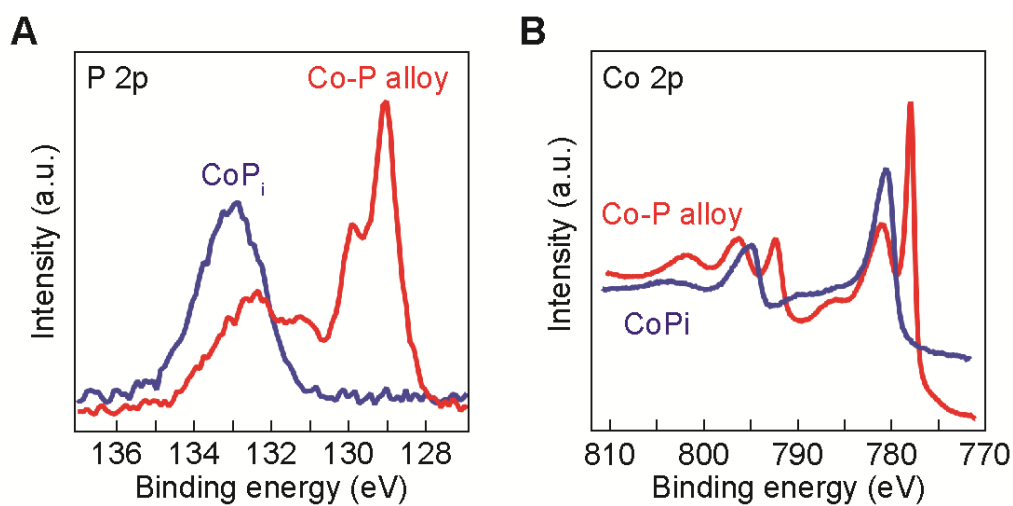 A
P 2p
Co-P alloy
CoPi
Intensity (a.u.)
136 134 132 129 128
Binding energy (eV)
B
Co 2p
Co-P alloy
CoPi
Intensity (a.u.)
810 800 790 780 770
Binding energy (eV)